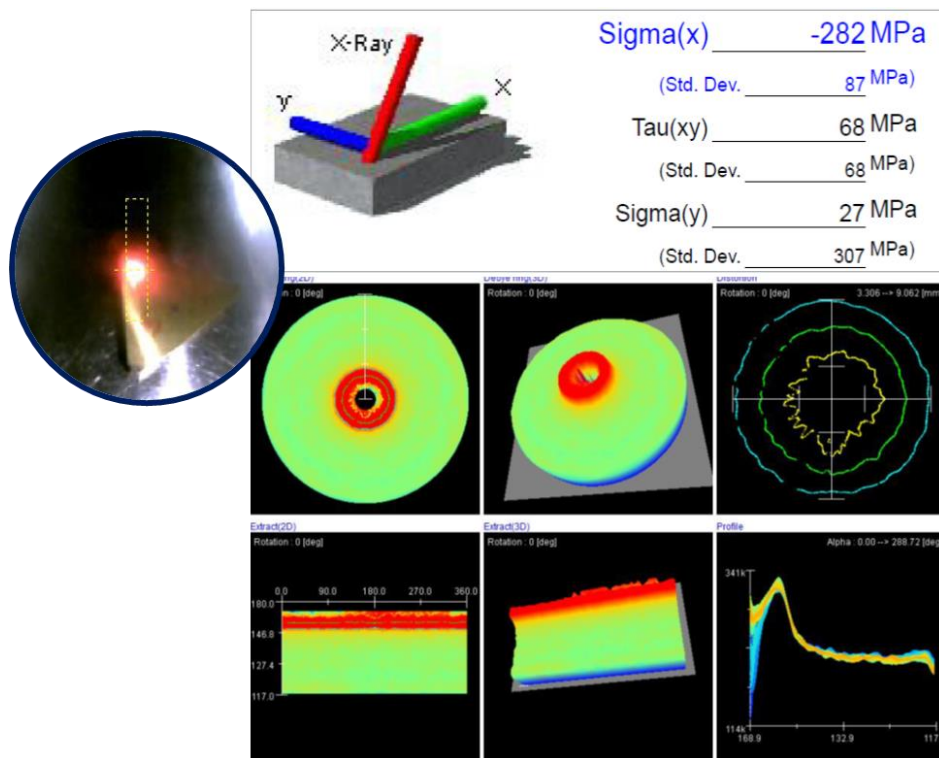 X-Ray
y
X
Sigma(x) -282 MPa
(Std. Dev. 87 MPa)
Tau(xy) 68 MPa
(Std. Dev. 68 MPa)
Sigma(y) 27 MPa
(Std. Dev. 307 MPa)
Rotation : 0 [deg]
Rotation : 0 [deg]
Distortion
Rotation : 0 [deg] 3.306 --> 9.062 [mm
Extract(2D)
Rotation : 0 [deg]
0.0 90.0 180.0 270.0 360.0
180.0
146.8
127.4
117.0
Extract(3D)
Rotation : 0 [deg]
Profile
Alpha : 0.00 --> 288.72 [deg
341k
114k
168.9 132.9 117